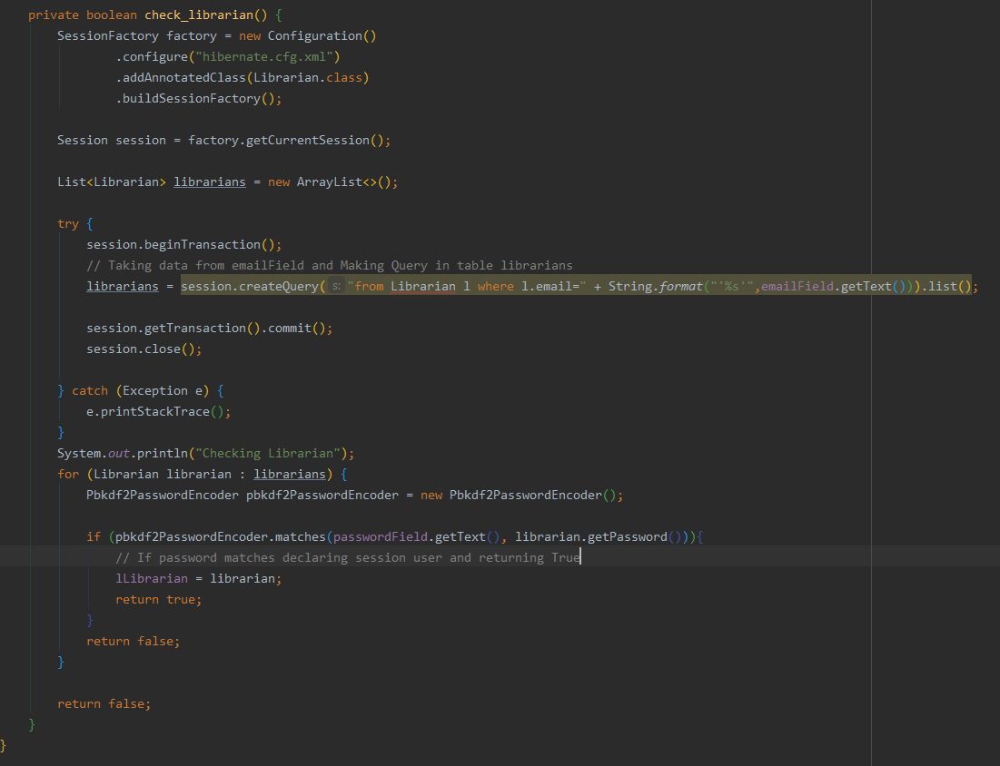 private boolean check_librarian() {
SessionFactory factory = new Configuration()
.configure("hibernate.cfg.xml")
.addAnnotatedClass(Librarian.class)
.buildSessionFactory();
Session session = factory.getCurrentSession();
List<Librarian> librarians = new ArrayList<>();
try {
session.beginTransaction();
// Taking data from emailField and Making Query in table librarians
librarians = session.createQuery( s: "from Librarian l where l.email=" + String.format("'%s'",emailField.getText())).list();
session.getTransaction().commit();
session.close();
} catch (Exception e) {
e.printStackTrace();
}
System.out.println("Checking Librarian");
for (Librarian librarian : librarians) {
Pbkdf2PasswordEncoder pbkdf2PasswordEncoder = new Pbkdf2PasswordEncoder();
if (pbkdf2PasswordEncoder.matches(passwordField.getText(), librarian.getPassword())){
// If password matches declaring session user and returning True
lLibrarian = librarian;
return true;
}
return false;
}
return false;
}
}